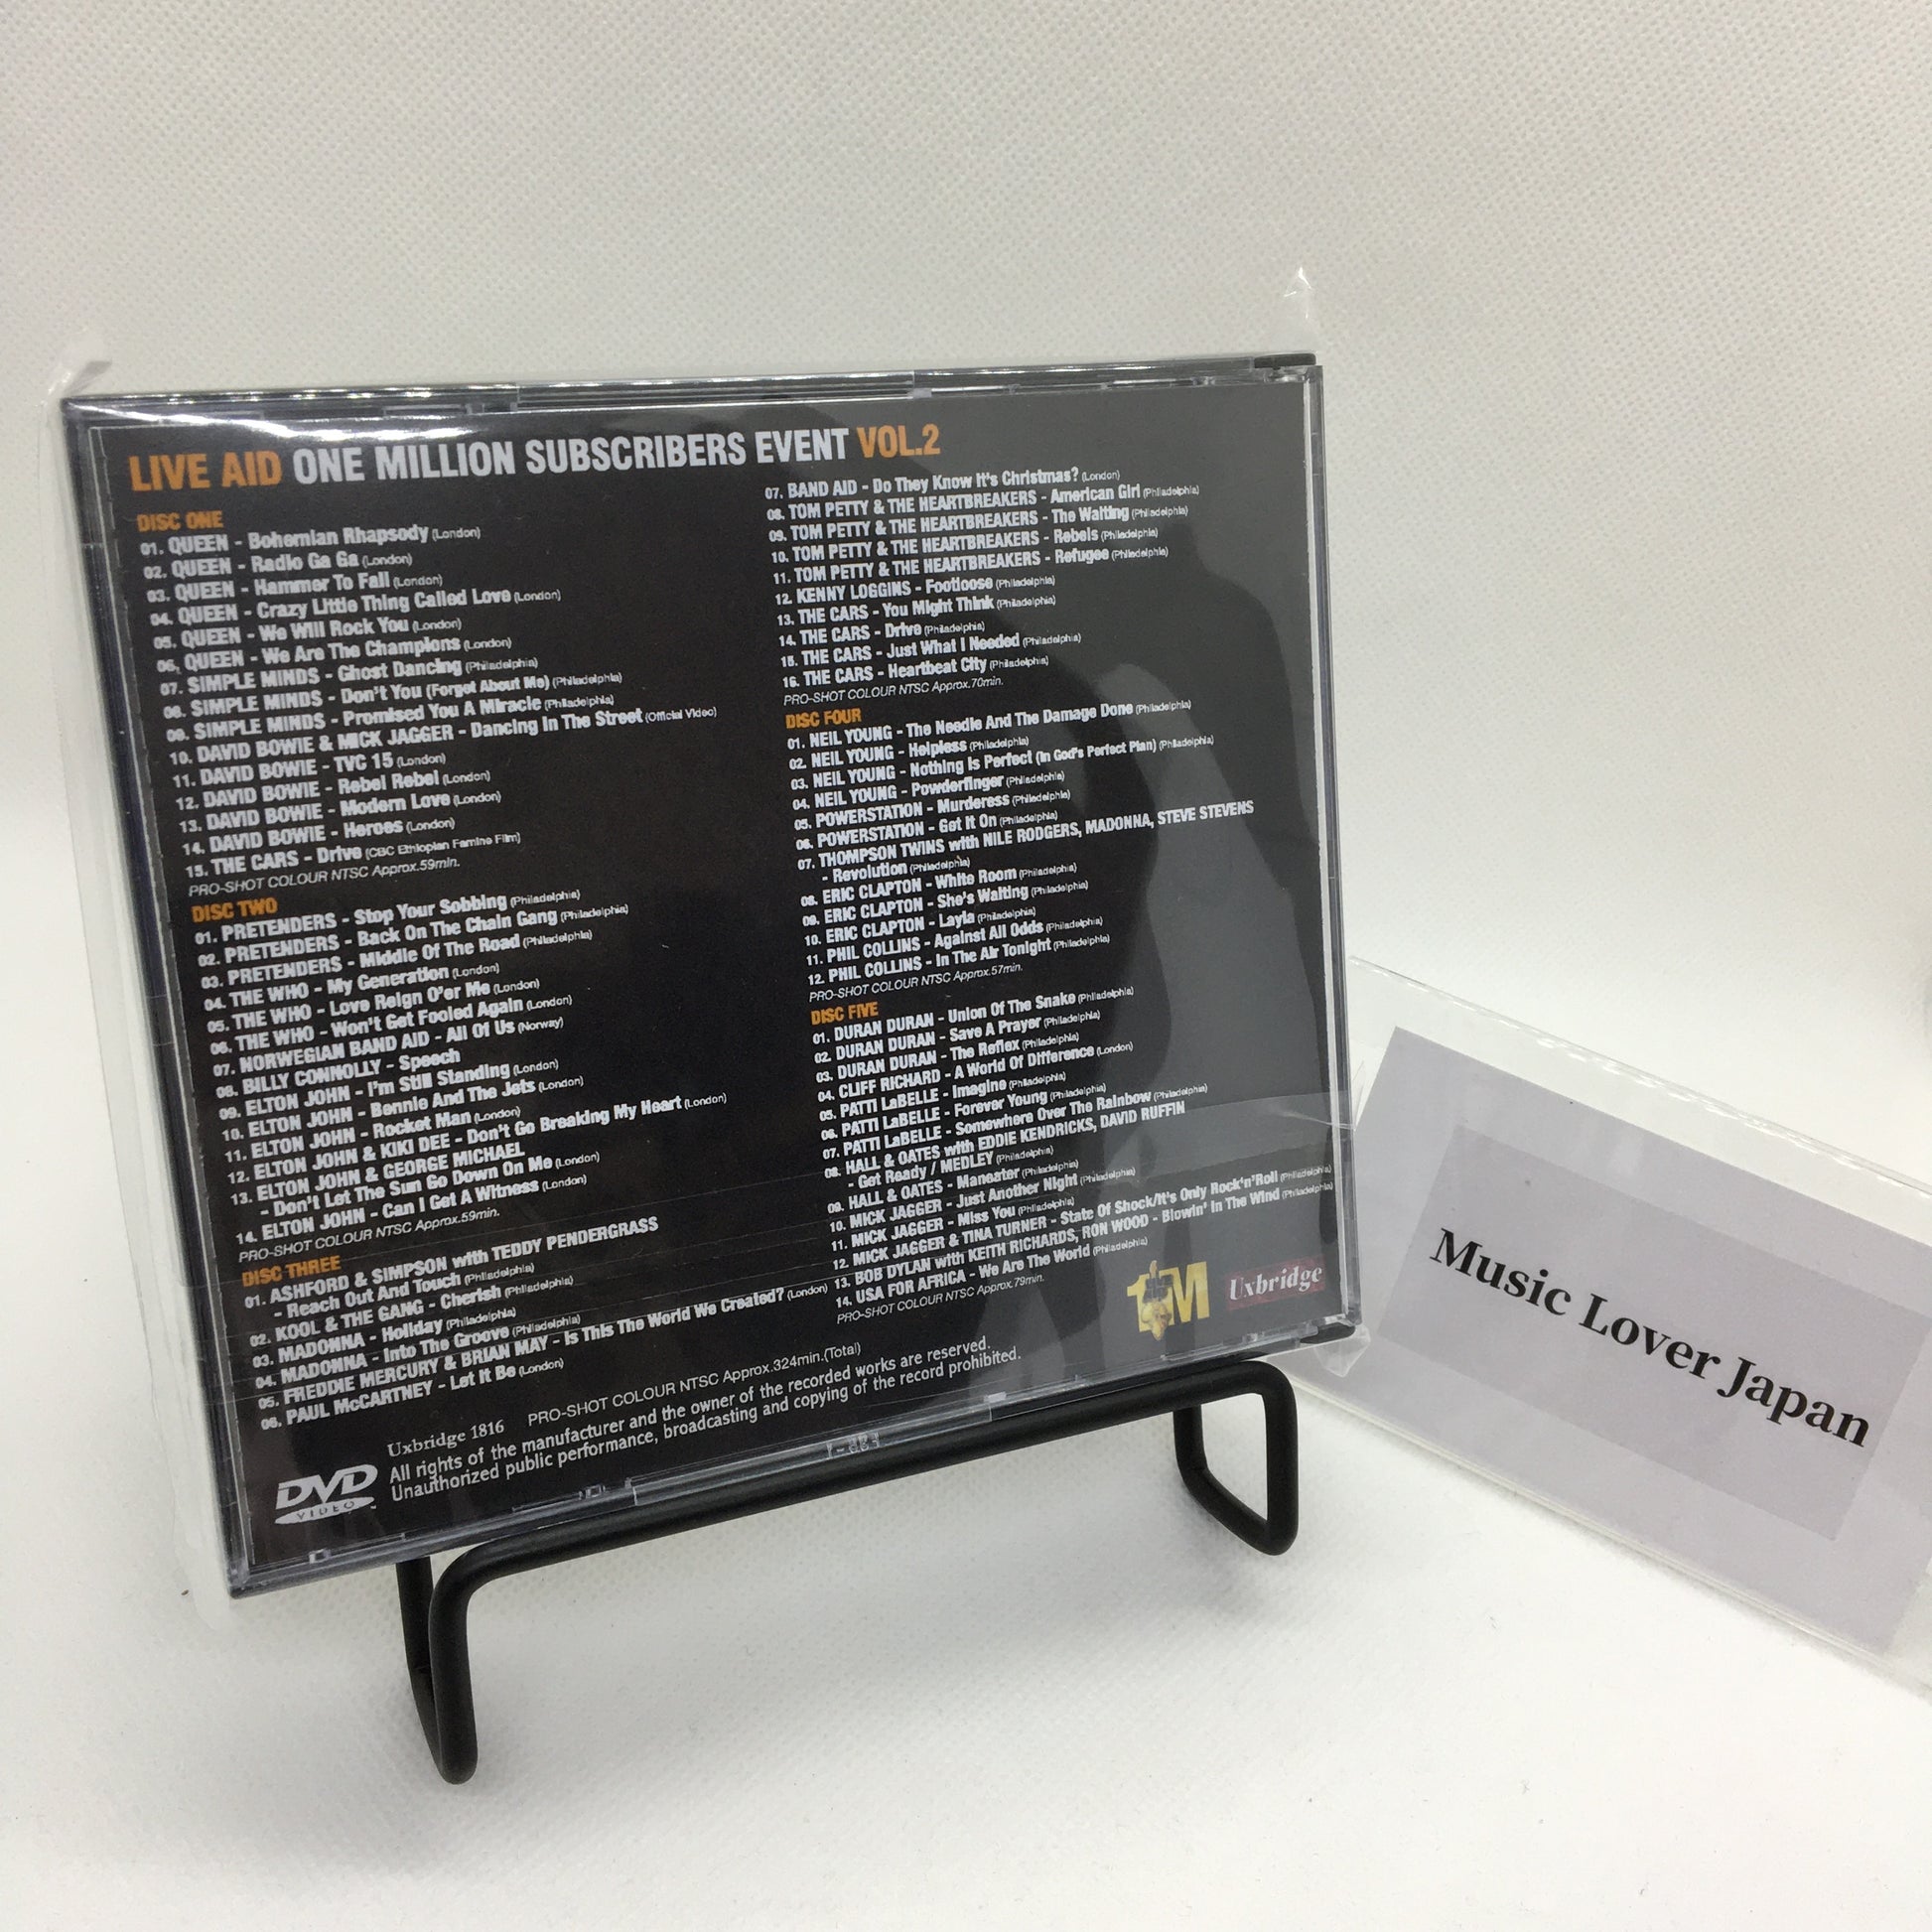 LIVE AID ONE MILLION SUBSCRIBERS EVENT VOL.2
DISC ONE
01. QUEEN - Bohemian Rhapsody (London)
02. QUEEN - Radio Ga Ga (London)
03. QUEEN - Hammer To Fall (London)
04. QUEEN - Crazy Little Thing Called Love (London)
05. QUEEN - We Will Rock You (London)
06. QUEEN - We Are The Champions (London)
07. SIMPLE MINDS - Ghost Dancing (Philadelphia)
08. SIMPLE MINDS - Don't You (Forget About Me) (Philadelphia)
09. SIMPLE MINDS - Promised You A Miracle (Philadelphia)
10. DAVID BOWIE & MICK JAGGER - Dancing In The Street (Official Video)
11. DAVID BOWIE - TVC 15 (London)
12. DAVID BOWIE - Rebel Rebel (London)
13. DAVID BOWIE - Modern Love (London)
14. DAVID BOWIE - Heroes (London)
15. THE CARS - Drive (CBC Ethiopian Famine Film)
PRO-SHOT COLOUR NTSC Approx.59min.
DISC TWO
01. PRETENDERS - Stop Your Sobbing (Philadelphia)
02. PRETENDERS - Back On The Chain Gang (Philadelphia)
03. PRETENDERS - Middle Of The Road (Philadelphia)
04. THE WHO - My Generation (London)
05. THE WHO - Love Reign O'er Me (London)
06. THE WHO - Won't Get Fooled Again (London)
07. NORWEGIAN BAND AID - All Of Us (Norway)
08. BILLY CONNOLLY - Speech
09. ELTON JOHN - I'm Still Standing (London)
10. ELTON JOHN - Bennie And The Jets (London)
11. ELTON JOHN - Rocket Man (London)
12. ELTON JOHN & KIKI DEE - Don't Go Breaking My Heart (London)
13. ELTON JOHN & GEORGE MICHAEL
- Don't Let The Sun Go Down On Me (London)
14. ELTON JOHN - Can I Get A Witness (London)
PRO-SHOT COLOUR NTSC Approx.59min.
DISC THREE
01. ASHFORD & SIMPSON with TEDDY PENDERGRASS
- Reach Out And Touch (Philadelphia)
02. KOOL & THE GANG - Cherish (Philadelphia)
03. MADONNA - Holiday (Philadelphia)
04. MADONNA - Into The Groove (Philadelphia)
05. FREDDIE MERCURY & BRIAN MAY - Is This The World We Created? (London)
06. PAUL McCARTNEY - Let It Be (London)
07. BAND AID - Do They Know It's Christmas? (London)
08. TOM PETTY & THE HEARTBREAKERS - American Girl (Philadelphia)
09. TOM PETTY & THE HEARTBREAKERS - The Waiting (Philadelphia)
10. TOM PETTY & THE HEARTBREAKERS - Rebels (Philadelphia)
11. TOM PETTY & THE HEARTBREAKERS - Refugee (Philadelphia)
12. KENNY LOGGINS - Footloose (Philadelphia)
13. THE CARS - You Might Think (Philadelphia)
14. THE CARS - Drive (Philadelphia)
15. THE CARS - Just What I Needed (Philadelphia)
16. THE CARS - Heartbeat City (Philadelphia)
PRO-SHOT COLOUR NTSC Approx.70min.
DISC FOUR
01. NEIL YOUNG - The Needle And The Damage Done (Philadelphia)
02. NEIL YOUNG - Helpless (Philadelphia)
03. NEIL YOUNG - Nothing Is Perfect (In God's Perfect Plan) (Philadelphia)
04. NEIL YOUNG - Powderfinger (Philadelphia)
05. POWERSTATION - Murderess (Philadelphia)
06. POWERSTATION - Get It On (Philadelphia)
07. THOMPSON TWINS with NILE RODGERS, MADONNA, STEVE STEVENS
- Revolution (Philadelphia)
08. ERIC CLAPTON - White Room (Philadelphia)
09. ERIC CLAPTON - She's Waiting (Philadelphia)
10. ERIC CLAPTON - Layla (Philadelphia)
11. PHIL COLLINS - Against All Odds (Philadelphia)
12. PHIL COLLINS - In The Air Tonight (Philadelphia)
PRO-SHOT COLOUR NTSC Approx.57min.
DISC FIVE
01. DURAN DURAN - Union Of The Snake (Philadelphia)
02. DURAN DURAN - Save A Prayer (Philadelphia)
03. DURAN DURAN - The Reflex (Philadelphia)
04. CLIFF RICHARD - A World Of Difference (London)
05. PATTI LaBELLE - Imagine (Philadelphia)
06. PATTI LaBELLE - Forever Young (Philadelphia)
07. PATTI LaBELLE - Somewhere Over The Rainbow (Philadelphia)
08. HALL & OATES with EDDIE KENDRICKS, DAVID RUFFIN
- Get Ready / MEDLEY (Philadelphia)
09. HALL & OATES - Maneater (Philadelphia)
10. MICK JAGGER - Just Another Night (Philadelphia)
11. MICK JAGGER - Miss You (Philadelphia)
12. MICK JAGGER & TINA TURNER - State Of Shock/It's Only Rock'n'Roll (Philadelphia)
13. BOB DYLAN with KEITH RICHARDS, RON WOOD - Blowin' In The Wind (Philadelphia)
14. USA FOR AFRICA - We Are The World (Philadelphia)
PRO-SHOT COLOUR NTSC Approx.79min.
1M
Uxbridge
Uxbridge 1816 PRO-SHOT COLOUR NTSC Approx.324min.(Total)
All rights of the manufacturer and the owner of the recorded works are reserved.
Unauthorized public performance, broadcasting and copying of the record prohibited.
DVD
VIDEO
Music Lover Japan